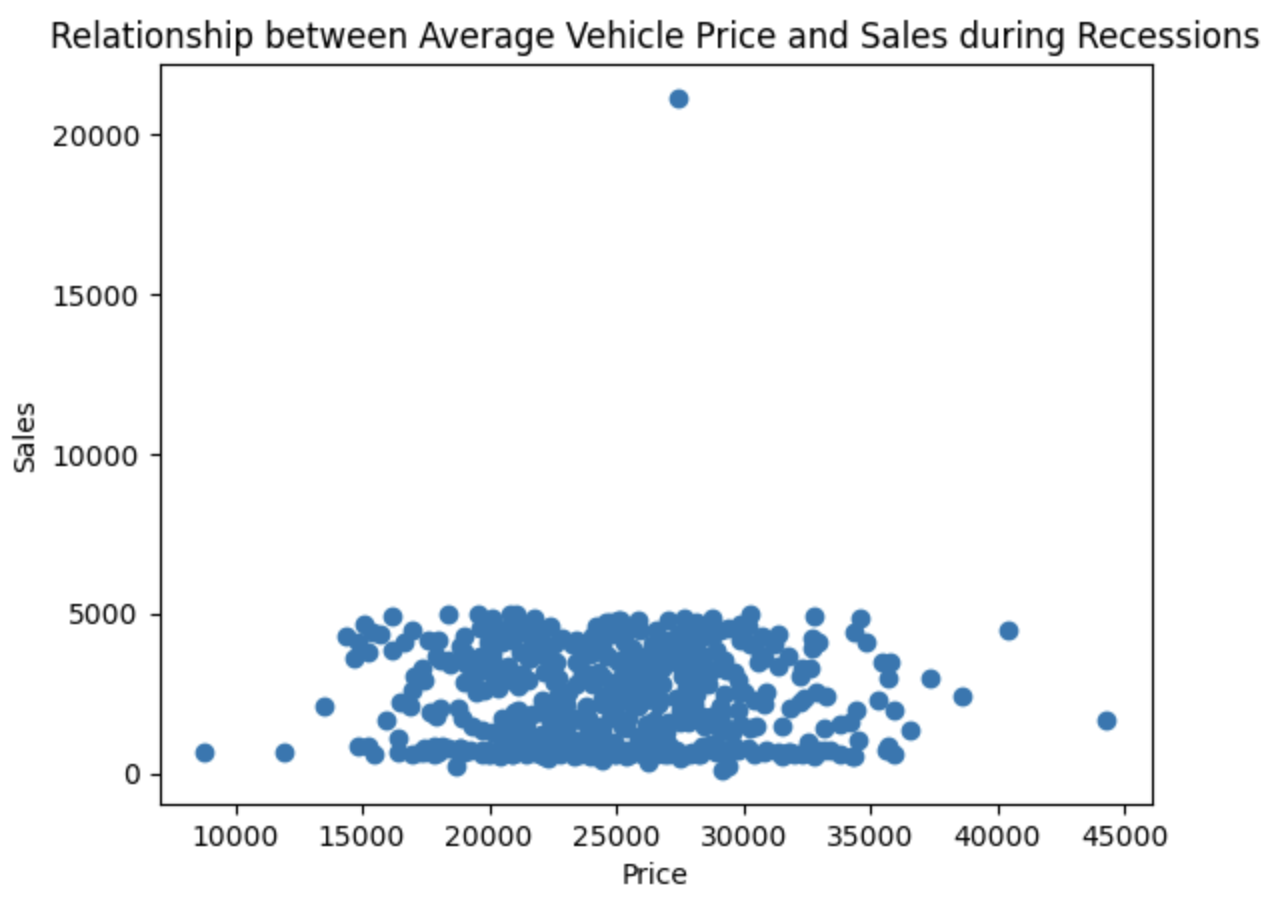 Relationship between Average Vehicle Price and Sales during Recessions
20000
15000
10000
5000
0
Sales
10000 15000 20000 25000 30000 35000 40000 45000
Price